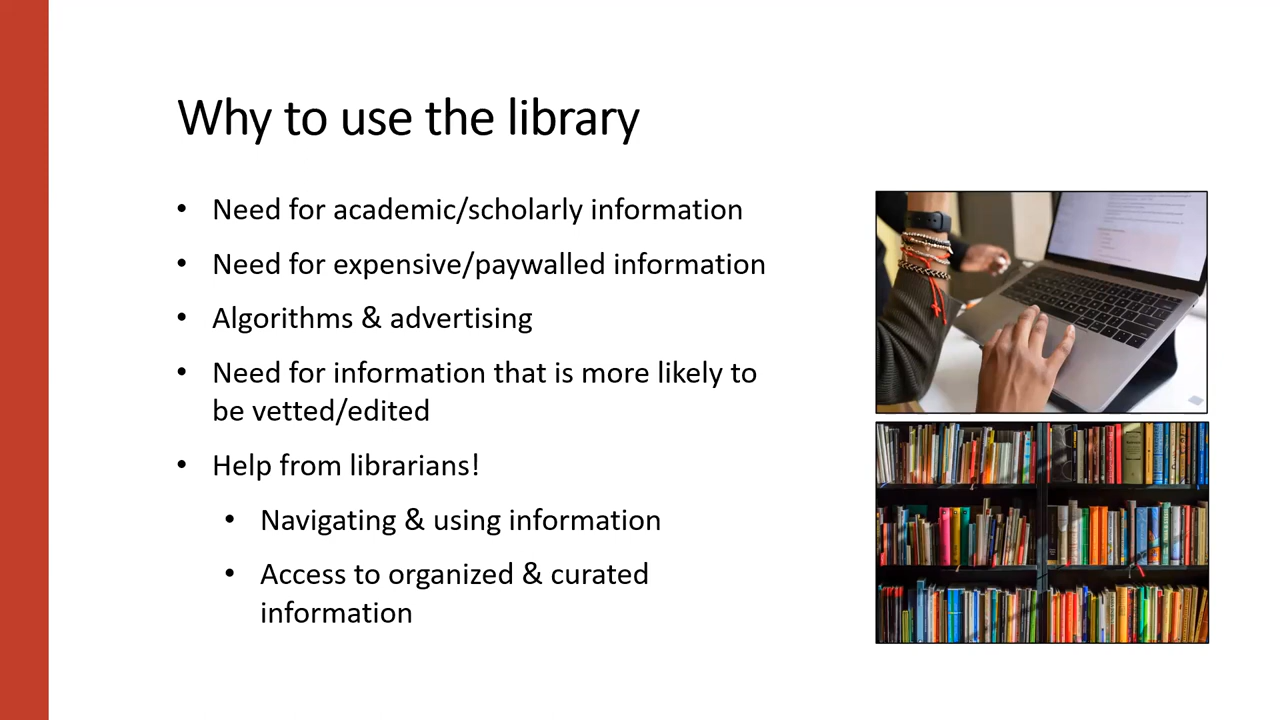 Why to use the library
• Need for academic/scholarly information
• Need for expensive/paywalled information
• Algorithms & advertising
• Need for information that is more likely to
be vetted/edited
• Help from librarians!
• Navigating & using information
• Access to organized & curated
information